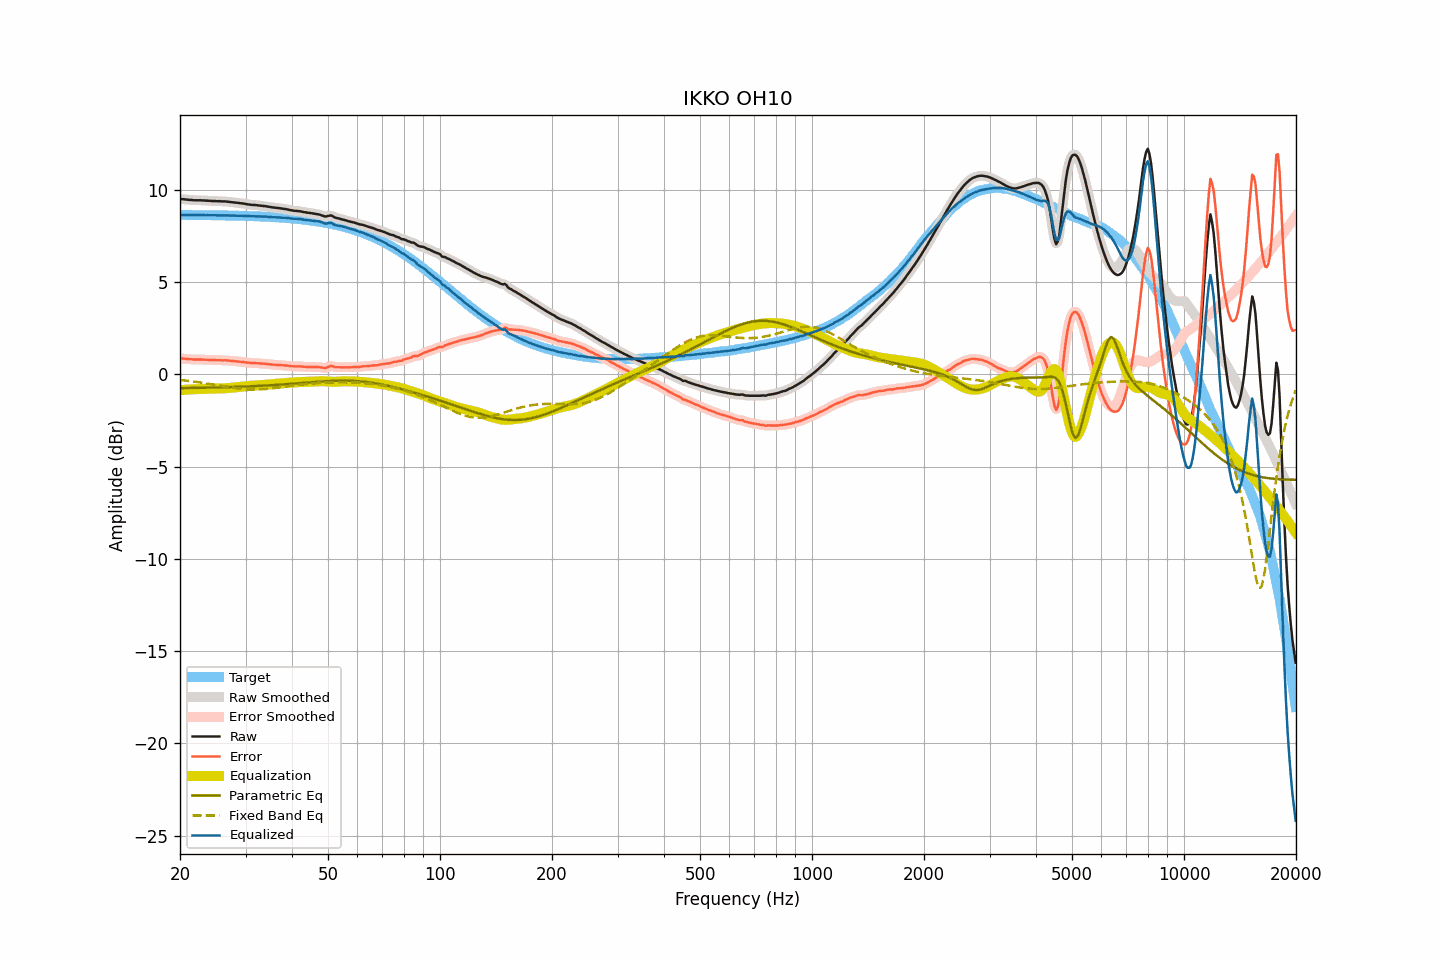 IKKO OH10
Amplitude (dBr)
10
5
0
−5
−10
−15
−20
−25
Target
Raw Smoothed
Error Smoothed
Raw
Error
Equalization
Parametric Eq
Fixed Band Eq
Equalized
20 50 100 200 500 1000 2000 5000 10000 20000
Frequency (Hz)